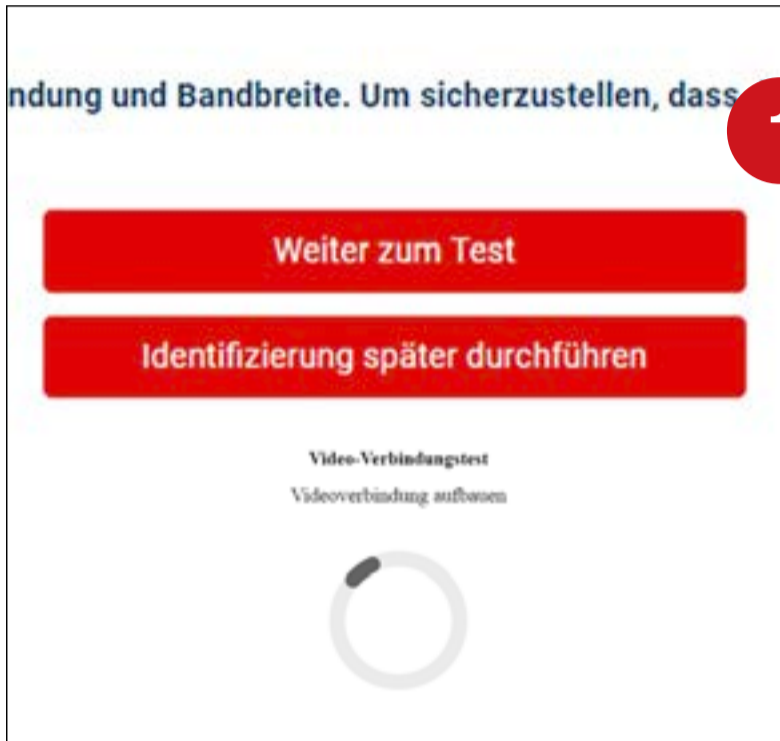 ndung und Bandbreite. Um sicherzustellen, dass
1
Weiter zum Test
Identifizierung später durchführen
Video-Verbindungstest
Videoverbindung aufbauen